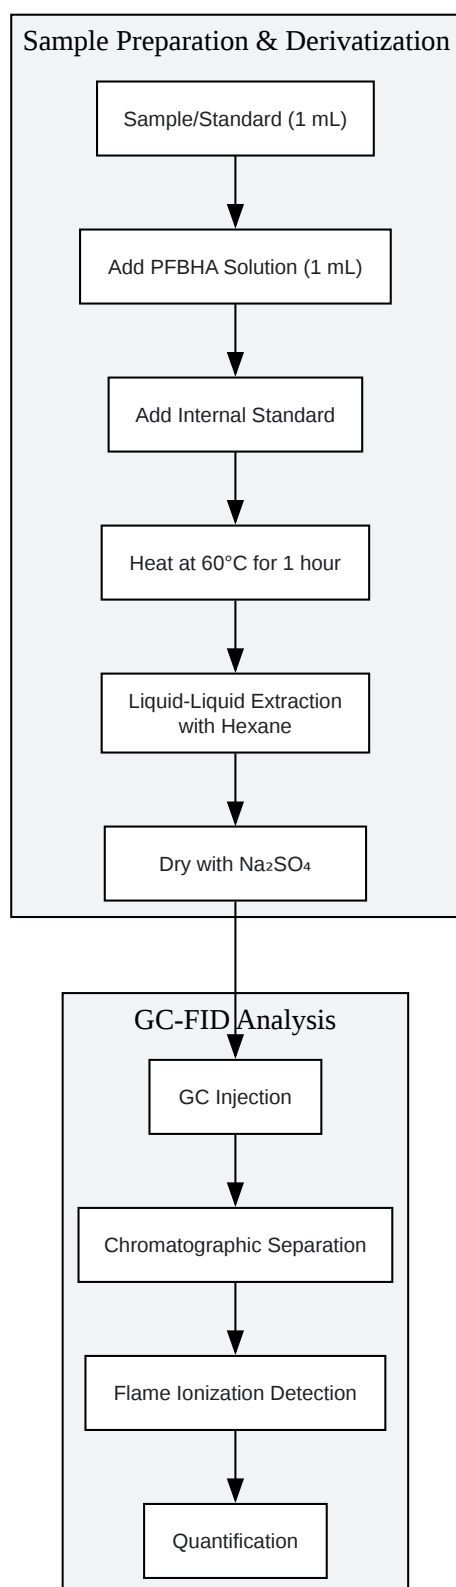 Sample Preparation & Derivatization
Sample/Standard (1 mL)
Add PFBHA Solution (1 mL)
Add Internal Standard
Heat at 60°C for 1 hour
Liquid-Liquid Extraction
with Hexane
Dry with Na₂SO₄
GC-FID Analysis
GC Injection
Chromatographic Separation
Flame Ionization Detection
Quantification